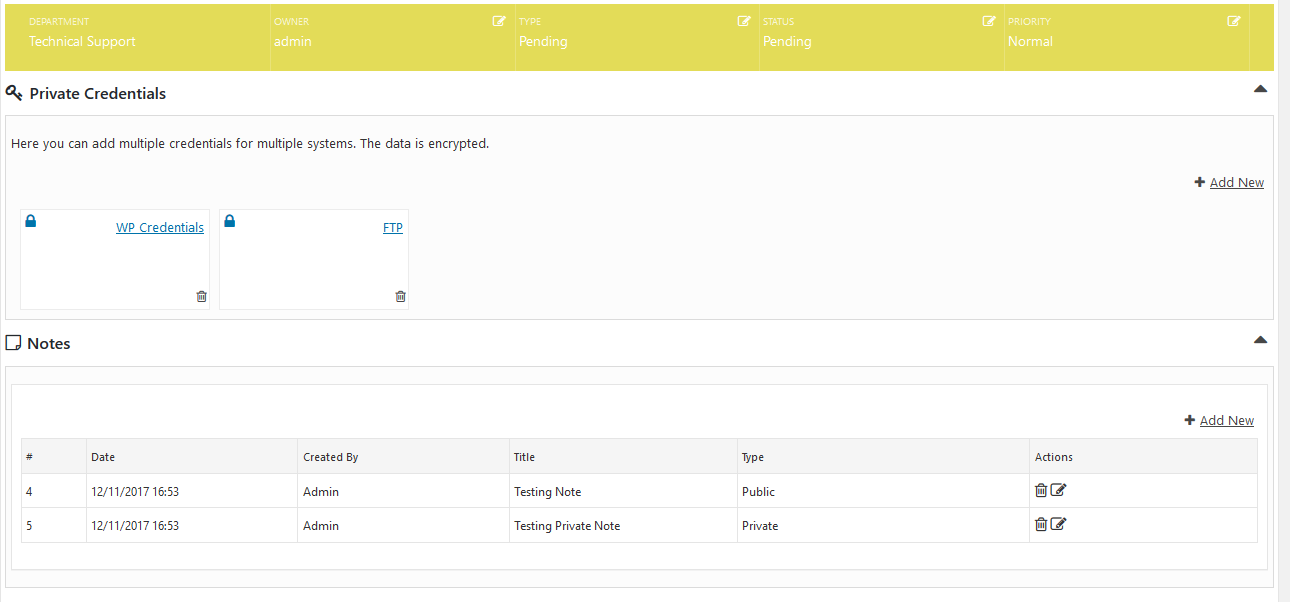 DEPARTMENT OWNER TYPE STATUS PRIORITY
Technical Support admin Pending Pending Normal
Private Credentials
Here you can add multiple credentials for multiple systems. The data is encrypted.
Add New
WP Credentials FTP
Notes
Add New
# Date Created By Title Type Actions
4 12/11/2017 16:53 Admin Testing Note Public
5 12/11/2017 16:53 Admin Testing Private Note Private